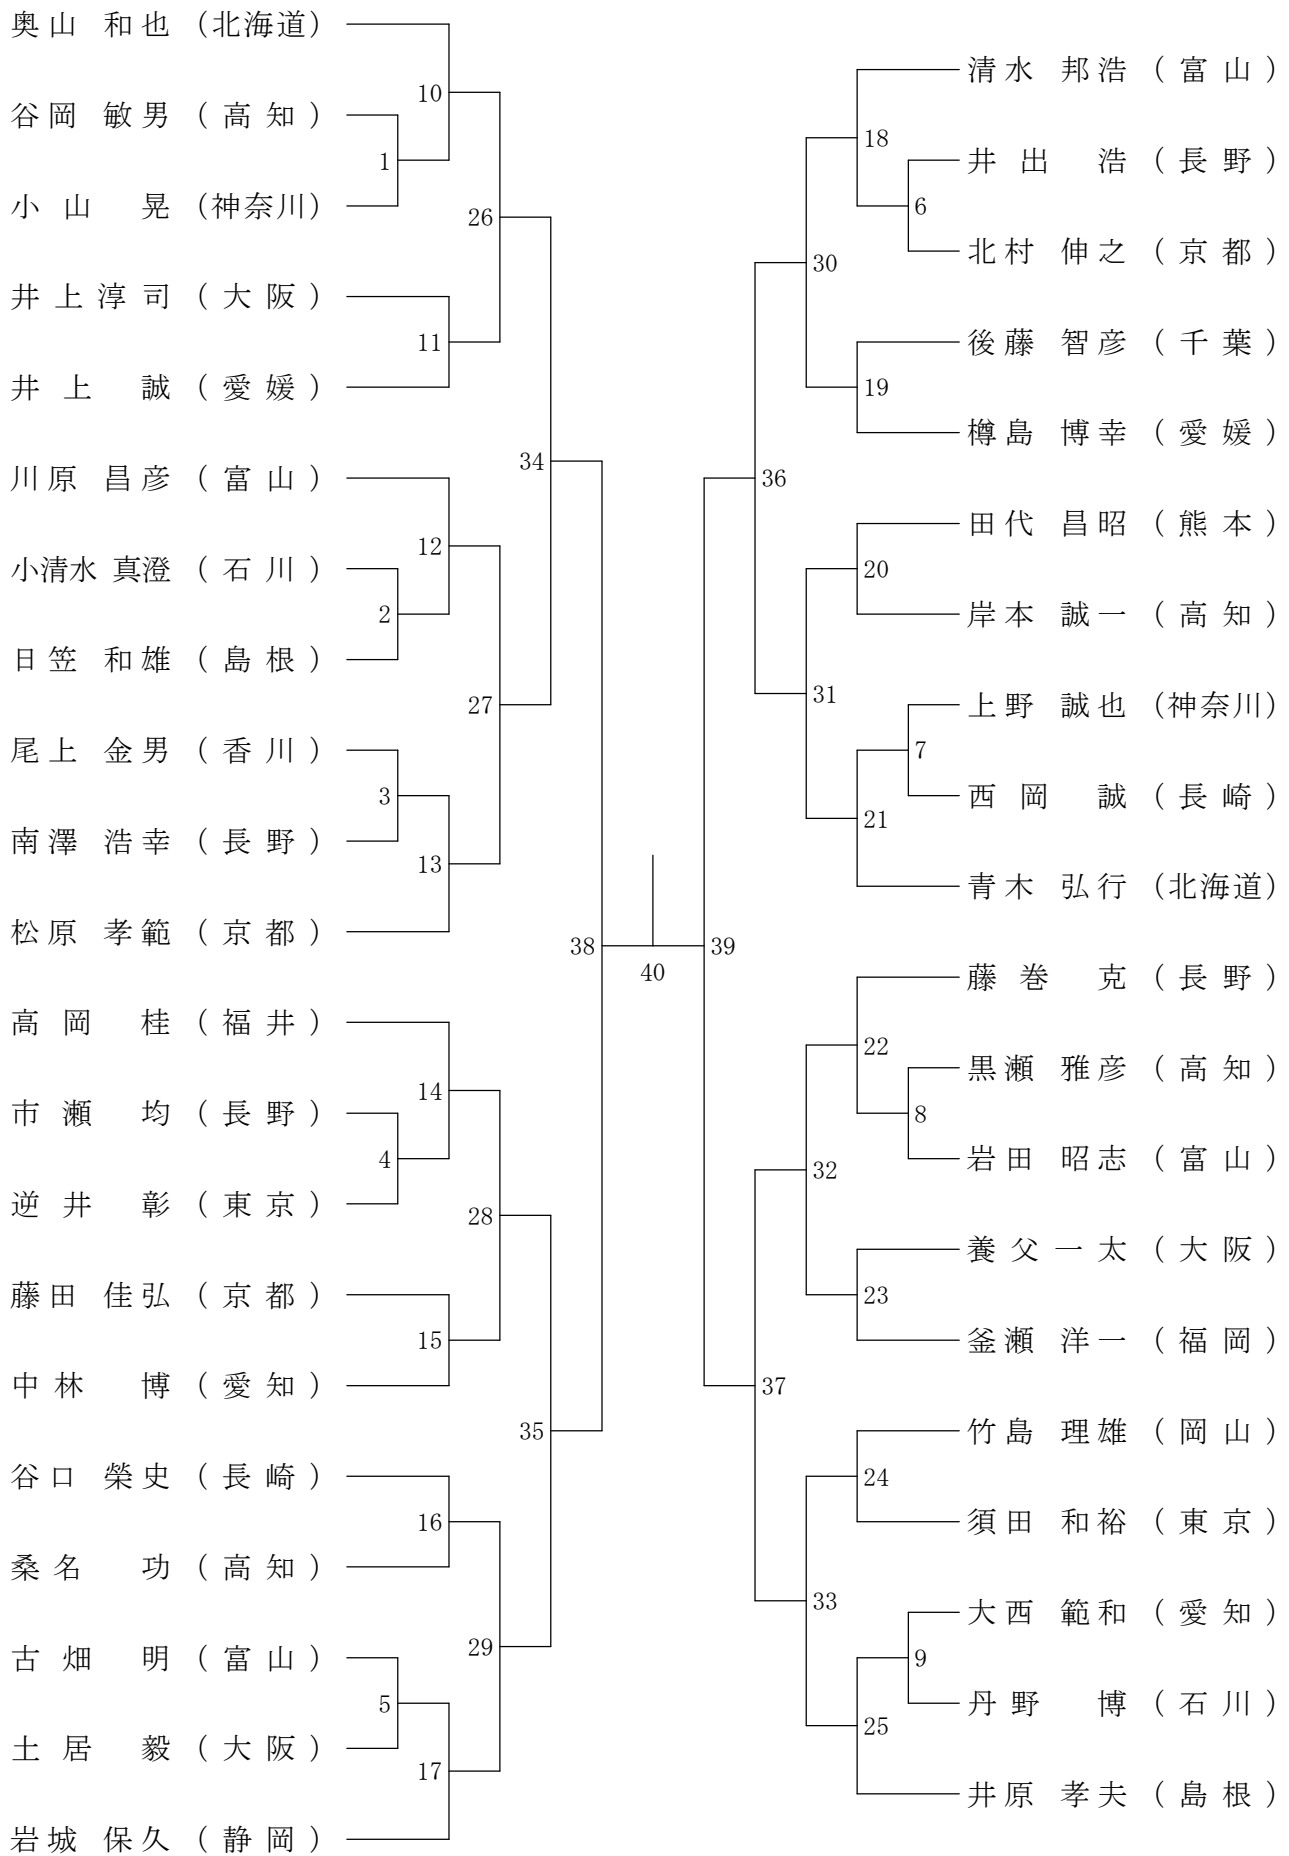 奥山 和也 (北海道)
谷岡 敏男 ( 高知 )
小山 晃 (神奈川)
井上淳司 ( 大阪 )
井上 誠 ( 愛媛 )
川原 昌彦 ( 富山 )
小清水 真澄 ( 石川 )
日笠 和雄 ( 島根 )
尾上 金男 ( 香川 )
南澤 浩幸 ( 長野 )
松原 孝範 ( 京都 )
高岡 桂 ( 福井 )
市瀬 均 ( 長野 )
逆井 彰 ( 東京 )
藤田 佳弘 ( 京都 )
中林 博 ( 愛知 )
谷口 榮史 ( 長崎 )
桑名 功 ( 高知 )
古畑 明 ( 富山 )
土居 毅 ( 大阪 )
岩城 保久 ( 静岡 )
1
2
3
4
5
10
11
12
13
14
15
16
17
26
27
28
29
34
35
38
40
39
36
37
30
31
32
33
18
19
20
21
22
23
24
25
6
7
8
9
清水 邦浩 ( 富山 )
井出 浩 ( 長野 )
北村 伸之 ( 京都 )
後藤 智彦 ( 千葉 )
樽島 博幸 ( 愛媛 )
田代 昌昭 ( 熊本 )
岸本 誠一 ( 高知 )
上野 誠也 (神奈川)
西岡 誠 ( 長崎 )
青木 弘行 (北海道)
藤巻 克 ( 長野 )
黒瀬 雅彦 ( 高知 )
岩田 昭志 ( 富山 )
養父一太 ( 大阪 )
釜瀬 洋一 ( 福岡 )
竹島 理雄 ( 岡山 )
須田 和裕 ( 東京 )
大西 範和 ( 愛知 )
丹野 博 ( 石川 )
井原 孝夫 ( 島根 )